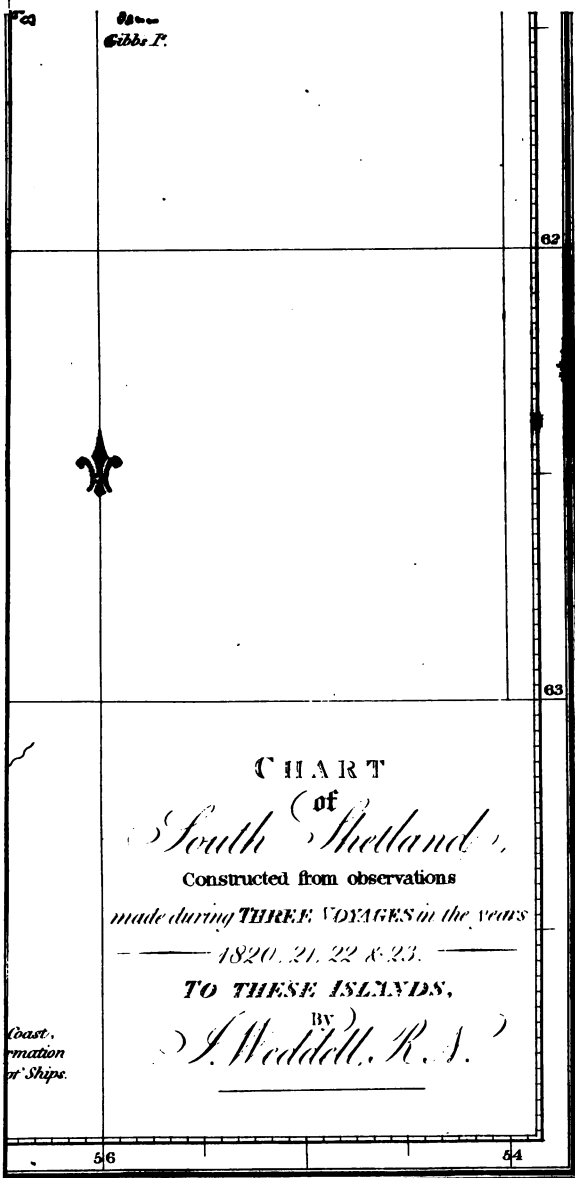 Gibbs I.
62
63
CHART
of
South Shetland,
Constructed from observations
made during THREE VOYAGES in the years
1820, 21, 22 & 23.
TO THESE ISLANDS,
By
J. Weddell, R. N.
Coast,
rmation
of Ships.
56
54